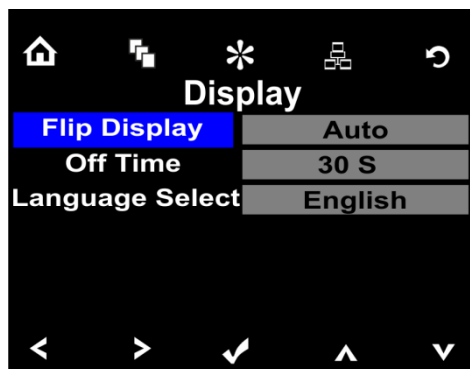 Display
Flip Display Auto
Off Time 30 S
Language Select English